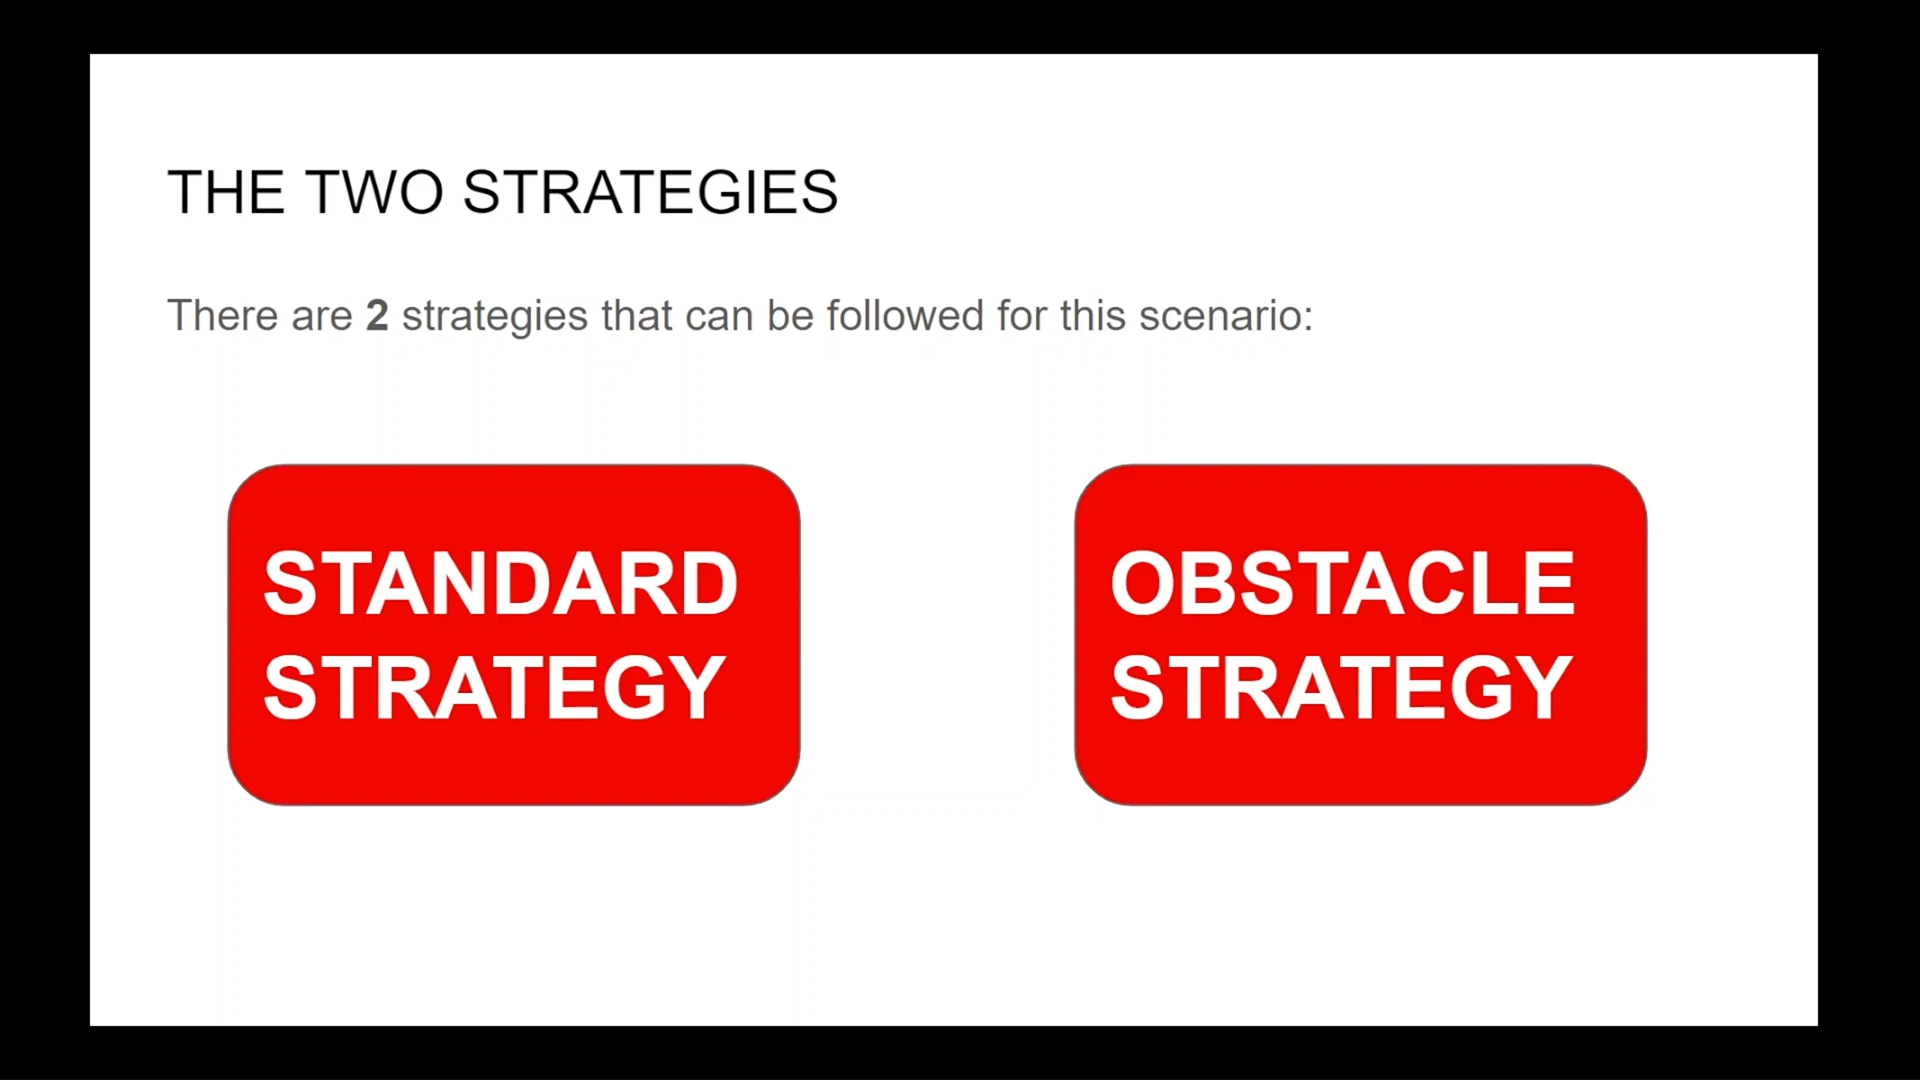 THE TWO STRATEGIES
There are 2 strategies that can be followed for this scenario:
STANDARD
STRATEGY
OBSTACLE
STRATEGY